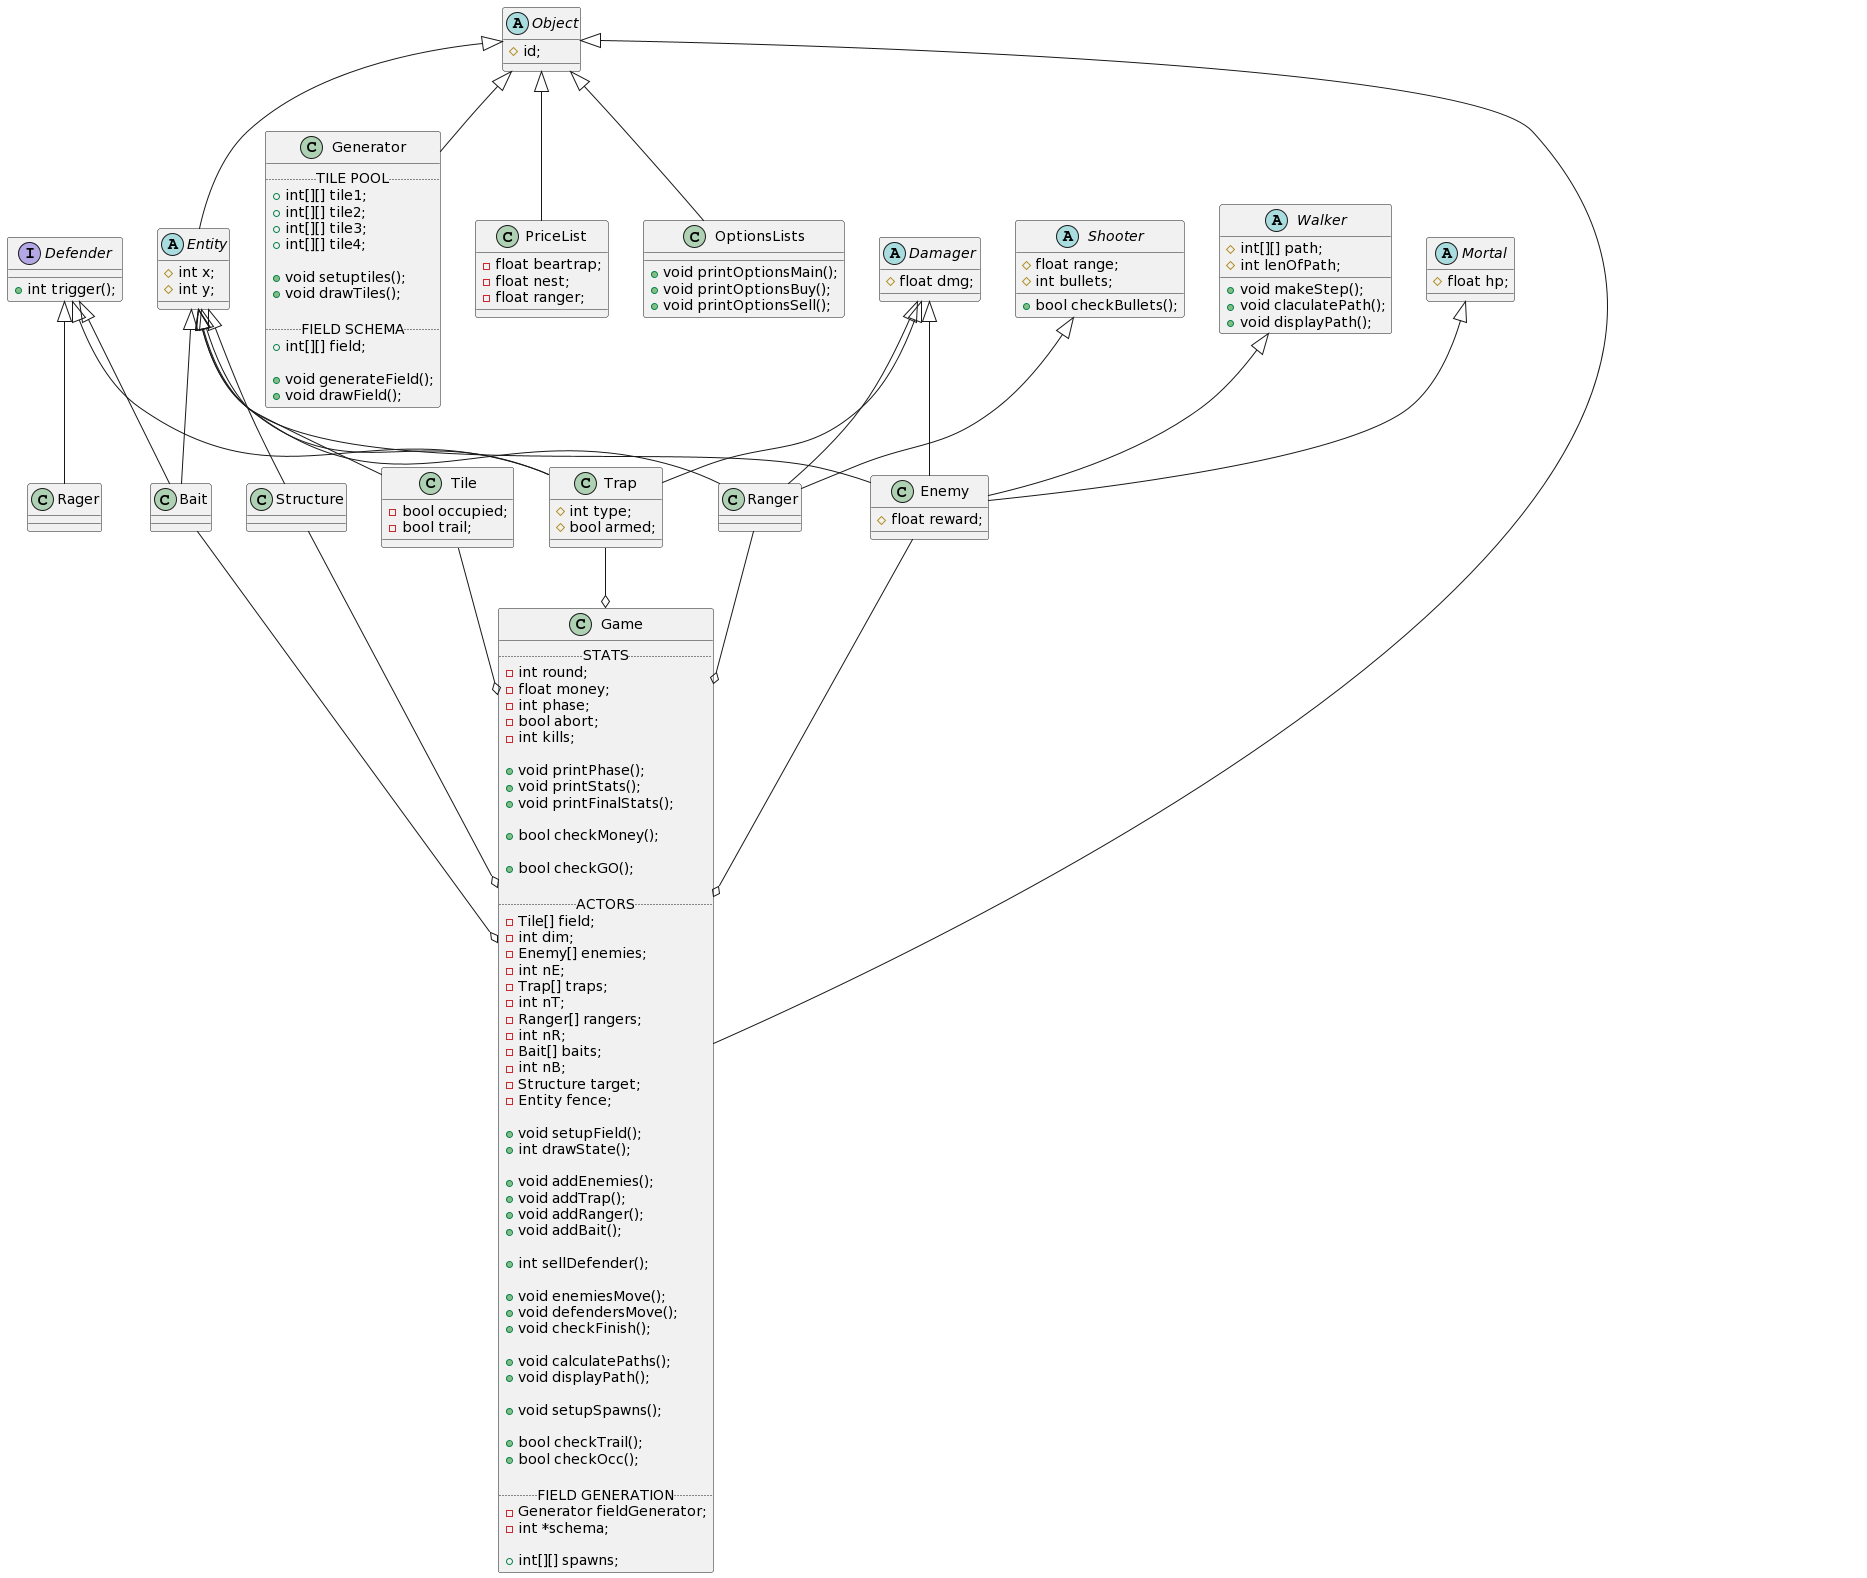 A Object
id;
C Generator
TILE POOL
int[][] tile1;
int[][] tile2;
int[][] tile3;
int[][] tile4;
void setuptiles();
void drawTiles();
FIELD SCHEMA
int[][] field;
void generateField();
void drawField();
I Defender
int trigger();
A Entity
int x;
int y;
C PriceList
float beartrap;
float nest;
float ranger;
C OptionsLists
void printOptionsMain();
void printOptionsBuy();
void printOptionsSell();
A Damager
float dmg;
A Shooter
float range;
int bullets;
bool checkBullets();
A Walker
int[][] path;
int lenOfPath;
void makeStep();
void claculatePath();
void displayPath();
A Mortal
float hp;
C Rager
C Bait
C Structure
C Tile
bool occupied;
bool trail;
C Trap
int type;
bool armed;
C Ranger
C Enemy
float reward;
C Game
STATS
int round;
float money;
int phase;
bool abort;
int kills;
void printPhase();
void printStats();
void printFinalStats();
bool checkMoney();
bool checkGO();
ACTORS
Tile[] field;
int dim;
Enemy[] enemies;
int nE;
Trap[] traps;
int nT;
Ranger[] rangers;
int nR;
Bait[] baits;
int nB;
Structure target;
Entity fence;
void setupField();
int drawState();
void addEnemies();
void addTrap();
void addRanger();
void addBait();
int sellDefender();
void enemiesMove();
void defendersMove();
void checkFinish();
void calculatePaths();
void displayPath();
void setupSpawns();
bool checkTrail();
bool checkOcc();
FIELD GENERATION
Generator fieldGenerator;
int *schema;
int[][] spawns;